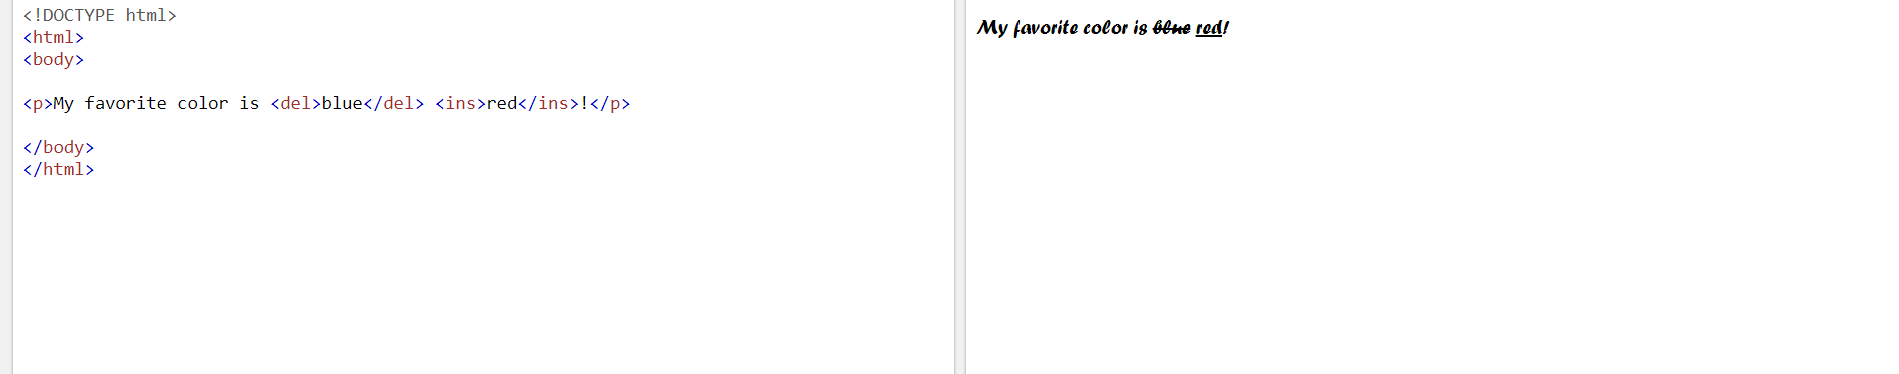 <!DOCTYPE html>
<html>
<body>
<p>My favorite color is <del>blue</del> <ins>red</ins>!</p>
</body>
</html>
My favorite color is blue red!